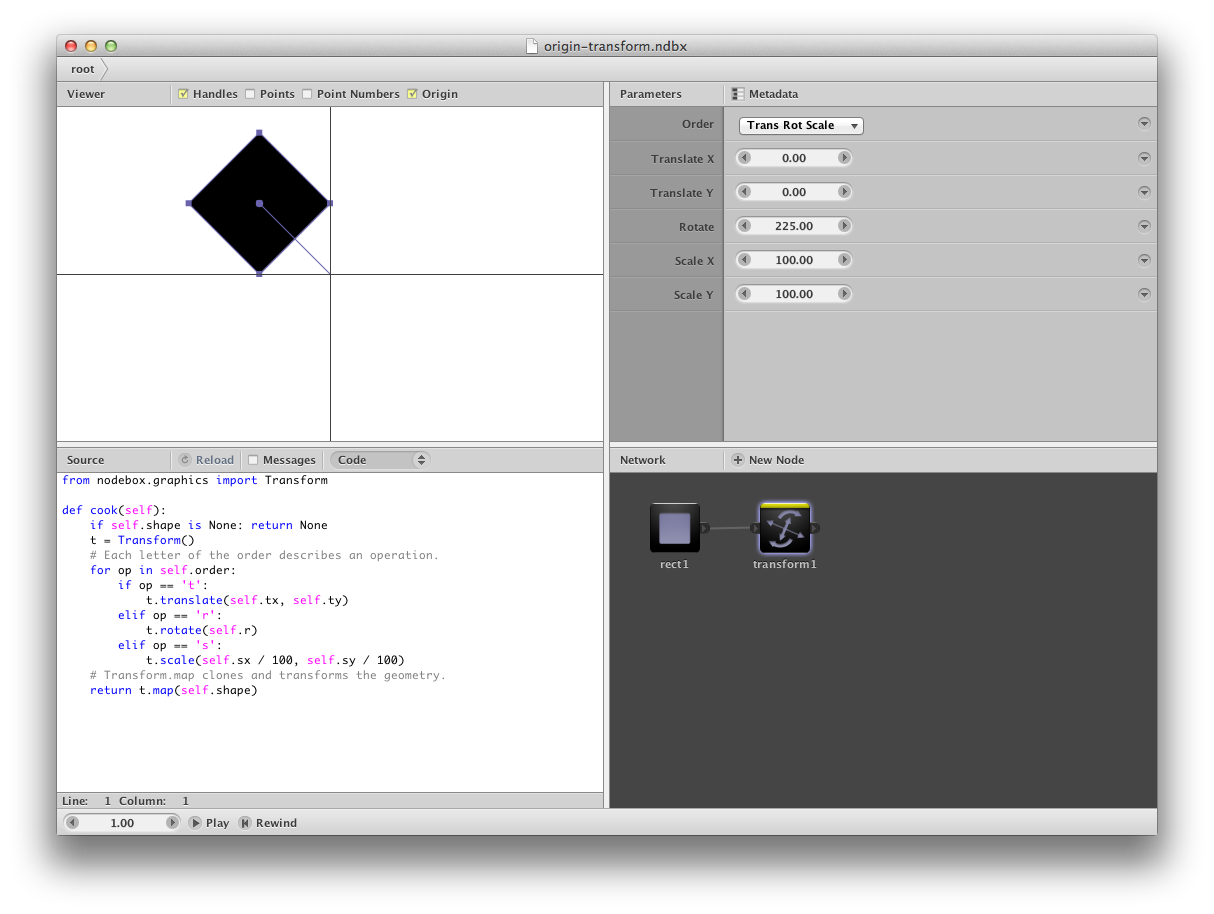 origin-transform.ndbx
root
Viewer Handles Points Point Numbers Origin
Parameters Metadata
Order Trans Rot Scale
Translate X 0.00
Translate Y 0.00
Rotate 225.00
Scale X 100.00
Scale Y 100.00
Source Reload Messages Code
from nodebox.graphics import Transform
def cook(self):
    if self.shape is None: return None
    t = Transform()
    # Each letter of the order describes an operation.
    for op in self.order:
        if op == 't':
            t.translate(self.tx, self.ty)
        elif op == 'r':
            t.rotate(self.r)
        elif op == 's':
            t.scale(self.sx / 100, self.sy / 100)
    # Transform.map clones and transforms the geometry.
    return t.map(self.shape)
Line: 1 Column: 1
Network New Node
rect1 transform1
1.00 Play Rewind